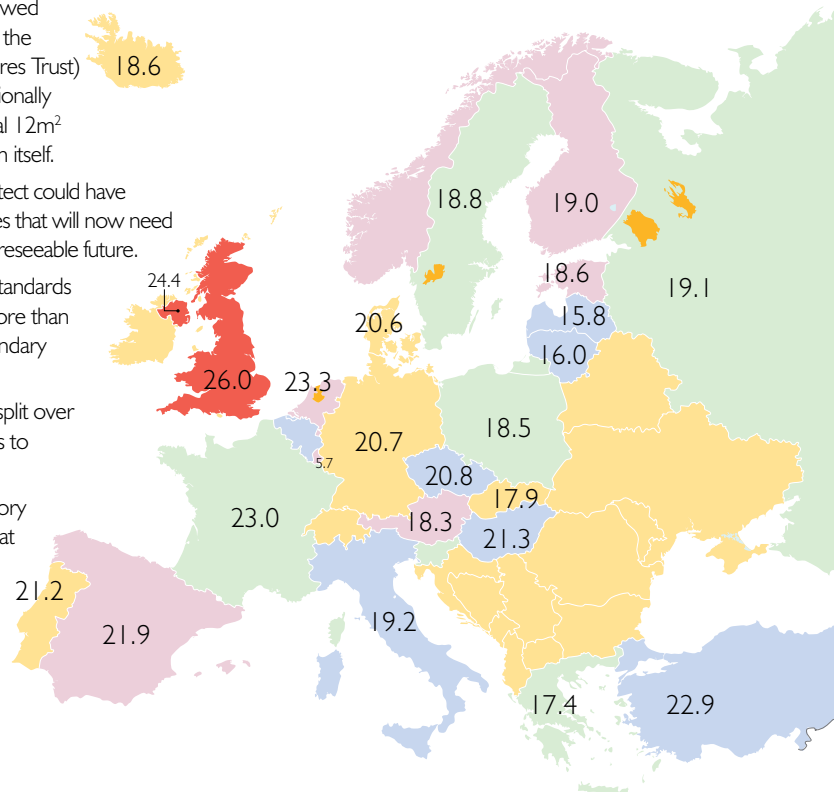 wed
the
res Trust)
ionally
al 12m²
n itself.
tect could have
es that will now need
reseeable future.
tandards
ore than
ndary
split over
s to
ory
at
18.6
18.8
19.0
24.4
18.6
19.1
20.6
15.8
16.0
26.0
23.3
18.5
20.7
5.7
20.8
17.9
23.0
18.3
21.3
21.2
21.9
19.2
17.4
22.9